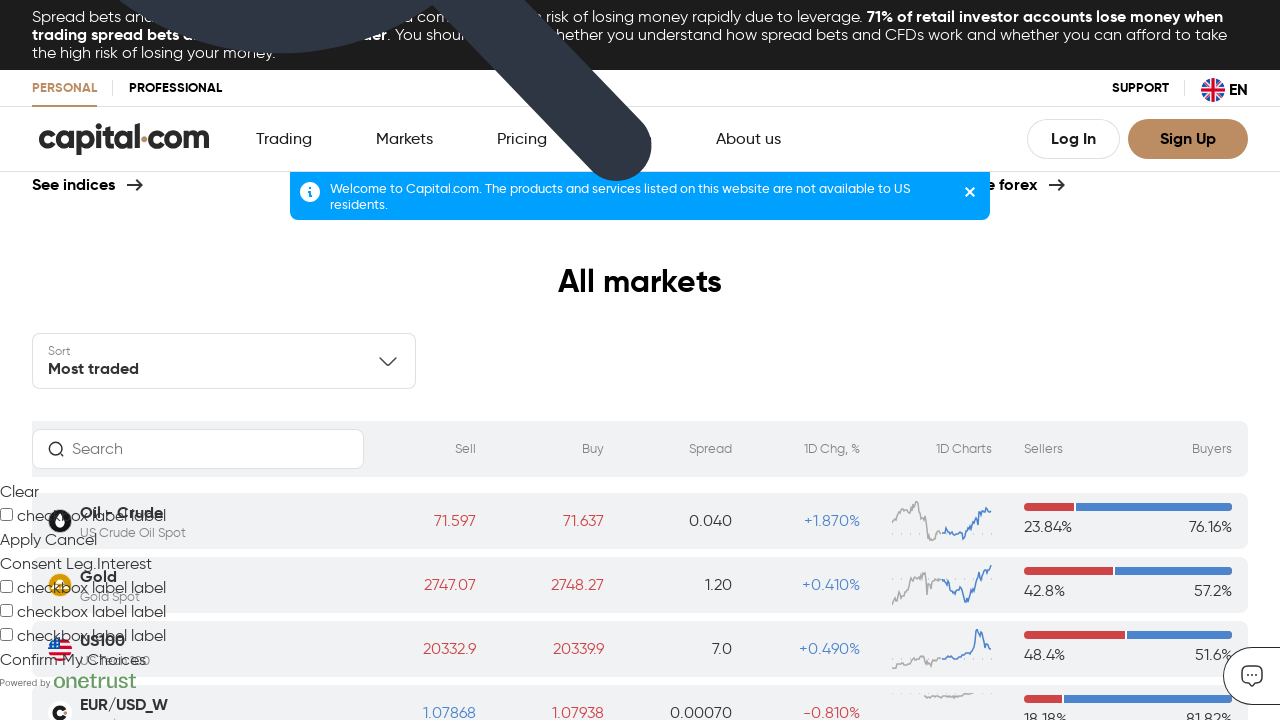 Spread bets and
risk of losing money rapidly due to leverage. 71% of retail investor accounts lose money when
trading spread bets
. You should
whether you understand how spread bets and CFDs work and whether you can afford to take
the high risk of losing your money.
PERSONAL PROFESSIONAL SUPPORT EN
capital.com Trading Markets Pricing About us Log In Sign Up
See indices forex
Welcome to Capital.com. The products and services listed on this website are not available to US
residents.
All markets
Sort
Most traded
Search Sell Buy Spread 1D Chg, % 1D Charts Sellers Buyers
Clear
Oil - Crude
checkbox label label
US Crude Oil Spot 71.597 71.637 0.040 +1.870% 23.84% 76.16%
Apply Cancel
Consent Leg.Interest
Gold
checkbox label label
Gold Spot 2747.07 2748.27 1.20 +0.410% 42.8% 57.2%
checkbox label label
US100
checkbox label label
20332.9 20339.9 7.0 +0.490% 48.4% 51.6%
Confirm My Choices
Powered by onetrust
EUR/USD_W
1.07868 1.07938 0.00070 -0.810% 18.18% 81.82%